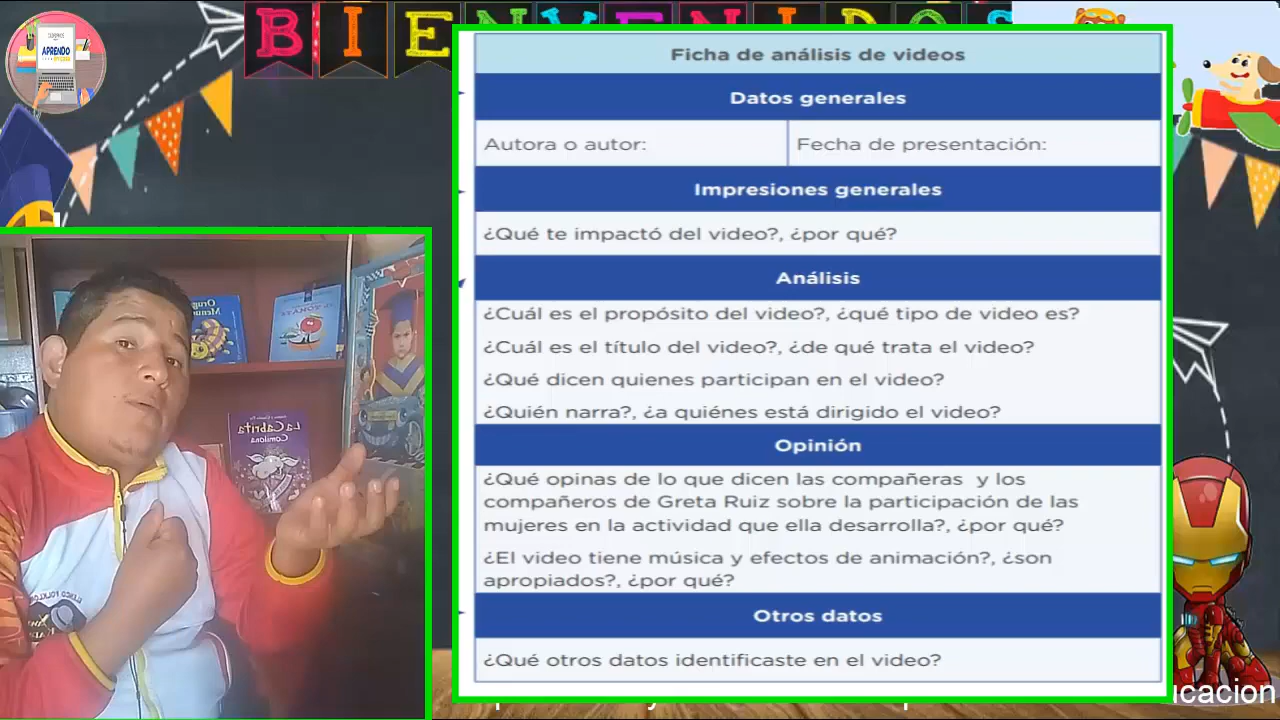 BIENVENIDOS
APRENDO
Ficha de análisis de videos
Datos generales
Autora o autor:
Fecha de presentación:
Impresiones generales
¿Qué te impactó del video?, ¿por qué?
Análisis
¿Cuál es el propósito del video?, ¿qué tipo de video es?
¿Cuál es el título del video?, ¿de qué trata el video?
¿Qué dicen quienes participan en el video?
¿Quién narra?, ¿a quiénes está dirigido el video?
Opinión
¿Qué opinas de lo que dicen las compañeras y los
compañeros de Greta Ruiz sobre la participación de las
mujeres en la actividad que ella desarrolla?, ¿por qué?
¿El video tiene música y efectos de animación?, ¿son
apropiados?, ¿por qué?
Otros datos
¿Qué otros datos identificaste en el video?
La Cabrita
Comilona
ucacion